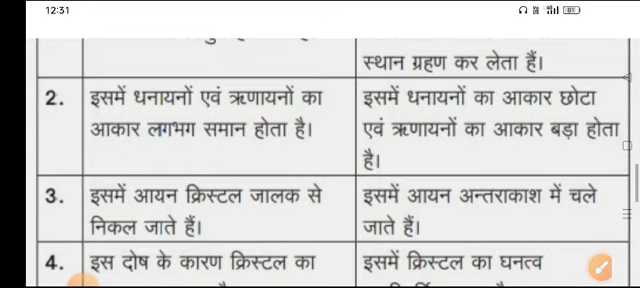 12:31
61
स्थान ग्रहण कर लेता हैं।
2. इसमें धनायनों एवं ऋणायनों का
आकार लगभग समान होता है।
इसमें धनायनों का आकार छोटा
एवं ऋणायनों का आकार बड़ा होता
है।
3. इसमें आयन क्रिस्टल जालक से
निकल जाते हैं।
इसमें आयन अन्तराकाश में चले
जाते हैं।
4. इस दोष के कारण क्रिस्टल का
इसमें क्रिस्टल का घनत्व